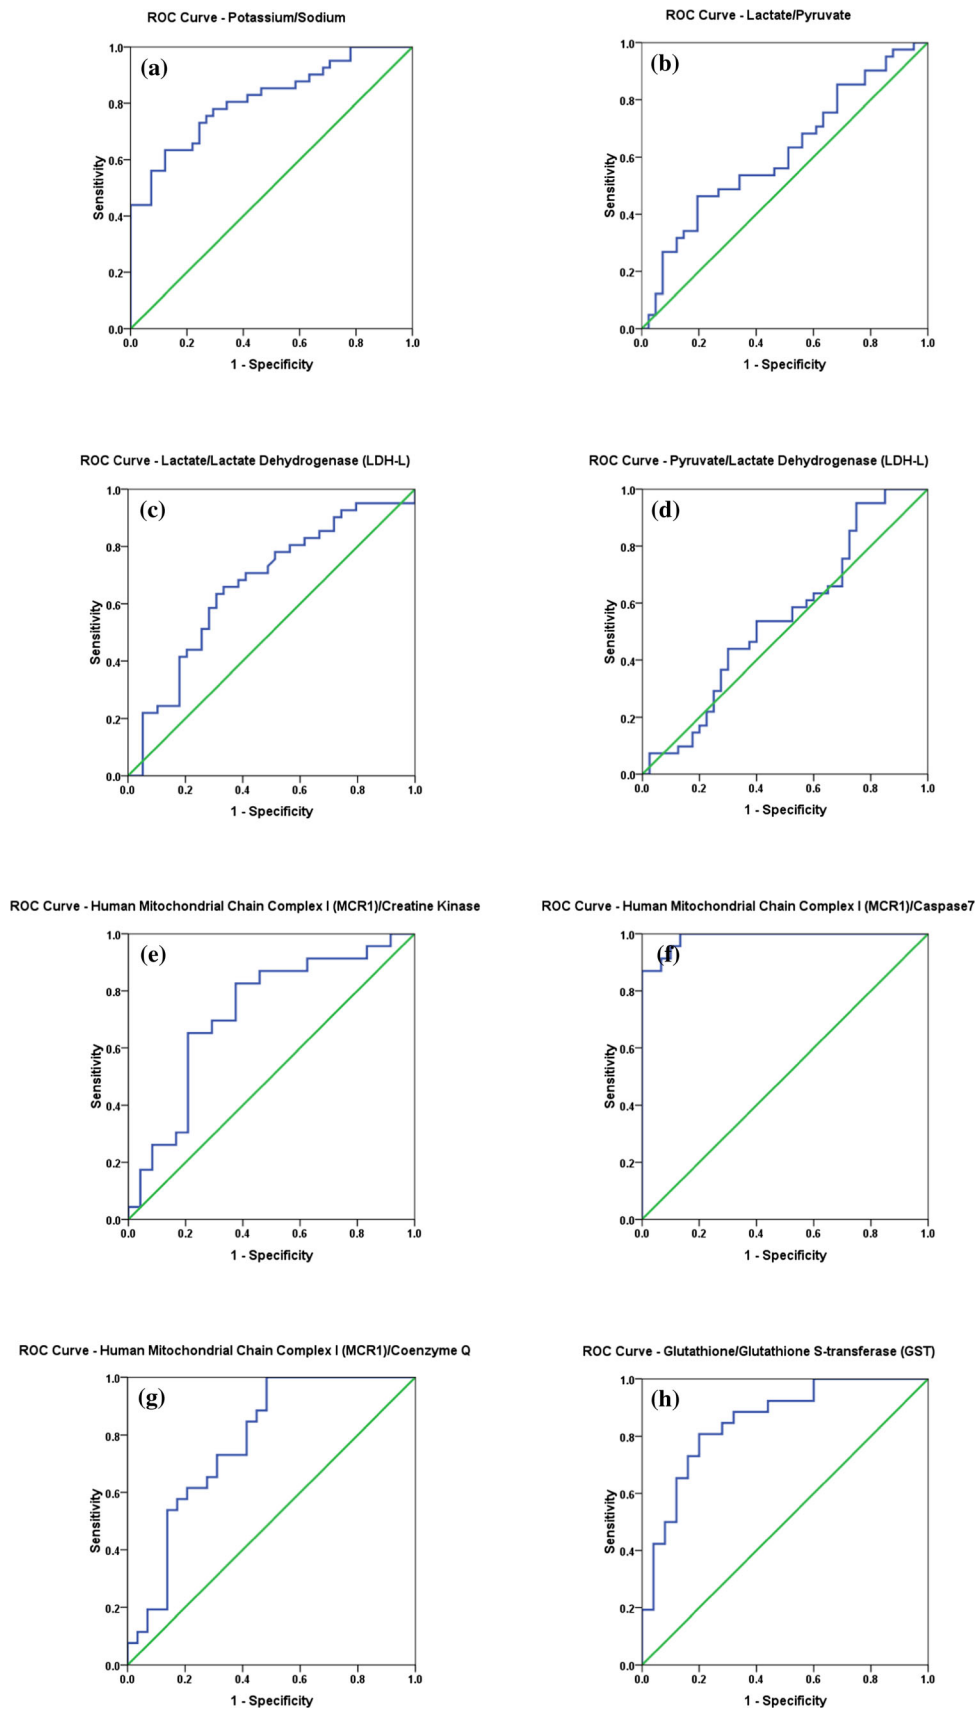 ROC Curve - Potassium/Sodium
(a)
1.0
0.8
0.6
0.4
0.2
0.0
Sensitivity
0.0 0.2 0.4 0.6 0.8 1.0
1 - Specificity
ROC Curve - Lactate/Pyruvate
(b)
1.0
0.8
0.6
0.4
0.2
0.0
Sensitivity
0.0 0.2 0.4 0.6 0.8 1.0
1 - Specificity
ROC Curve - Lactate/Lactate Dehydrogenase (LDH-L)
(c)
1.0
0.8
0.6
0.4
0.2
0.0
Sensitivity
0.0 0.2 0.4 0.6 0.8 1.0
1 - Specificity
ROC Curve - Pyruvate/Lactate Dehydrogenase (LDH-L)
(d)
1.0
0.8
0.6
0.4
0.2
0.0
Sensitivity
0.0 0.2 0.4 0.6 0.8 1.0
1 - Specificity
ROC Curve - Human Mitochondrial Chain Complex I (MCR1)/Creatine Kinase
(e)
1.0
0.8
0.6
0.4
0.2
0.0
Sensitivity
0.0 0.2 0.4 0.6 0.8 1.0
1 - Specificity
ROC Curve - Human Mitochondrial Chain Complex I (MCR1)/Caspase7
(f)
1.0
0.8
0.6
0.4
0.2
0.0
Sensitivity
0.0 0.2 0.4 0.6 0.8 1.0
1 - Specificity
ROC Curve - Human Mitochondrial Chain Complex I (MCR1)/Coenzyme Q
(g)
1.0
0.8
0.6
0.4
0.2
0.0
Sensitivity
0.0 0.2 0.4 0.6 0.8 1.0
1 - Specificity
ROC Curve - Glutathione/Glutathione S-transferase (GST)
(h)
1.0
0.8
0.6
0.4
0.2
0.0
Sensitivity
0.0 0.2 0.4 0.6 0.8 1.0
1 - Specificity